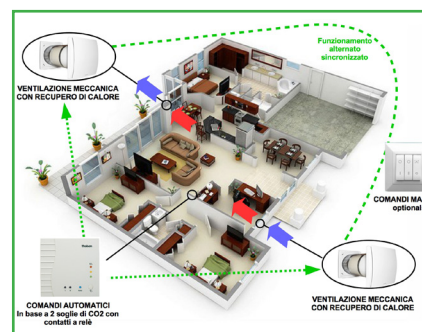 Funzionamento
alternato
sincronizzato
VENTILAZIONE MECCANICA
CON RECUPERO DI CALORE
COMANDI MA
optional
COMANDI AUTOMATICI
In base a 2 soglie di CO2 con
contatti a relè
VENTILAZIONE MECCANICA
CON RECUPERO DI CALORE